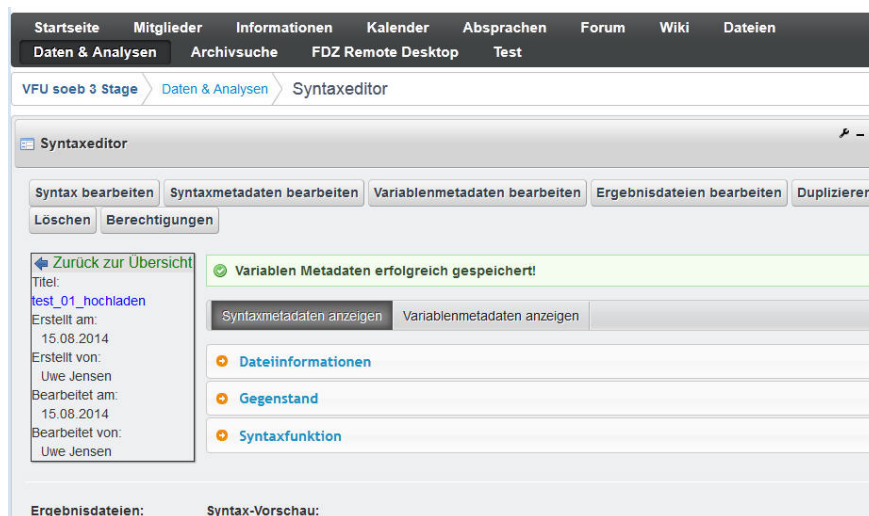 Startseite Mitglieder Informationen Kalender Absprachen Forum Wiki Dateien
Daten & Analysen Archivsuche FDZ Remote Desktop Test
VFU soeb 3 Stage Daten & Analysen Syntaxeditor
Syntaxeditor
Syntax bearbeiten Syntaxmetadaten bearbeiten Variablenmetadaten bearbeiten Ergebnisdateien bearbeiten Duplizieren
Löschen Berechtigungen
Zurück zur Übersicht
Titel:
test_01_hochladen
Erstellt am:
15.08.2014
Erstellt von:
Uwe Jensen
Bearbeitet am:
15.08.2014
Bearbeitet von:
Uwe Jensen
Variablen Metadaten erfolgreich gespeichert!
Syntaxmetadaten anzeigen Variablenmetadaten anzeigen
Dateiinformationen
Gegenstand
Syntaxfunktion
Ergebnisdateien: Syntax-Vorschau: